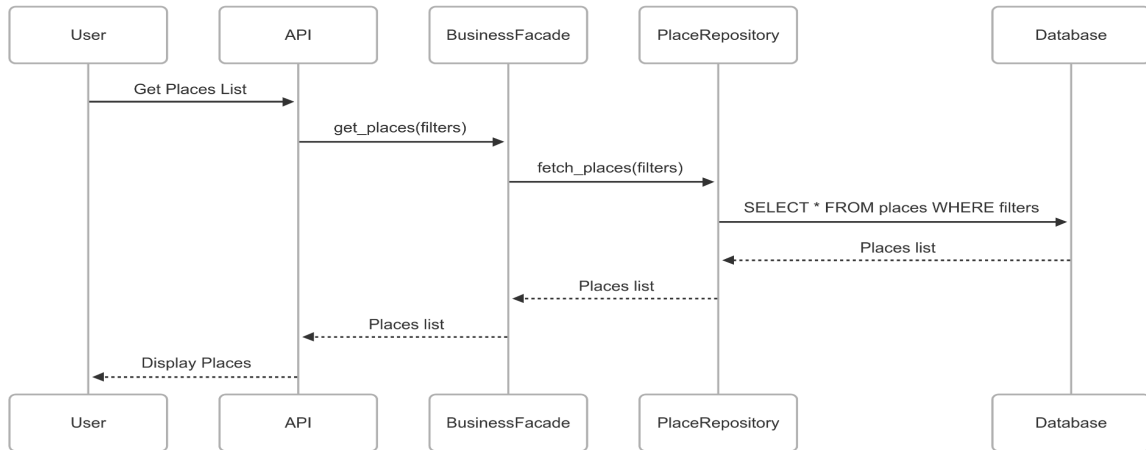 User
API
BusinessFacade
PlaceRepository
Database
Get Places List
get_places(filters)
fetch_places(filters)
SELECT * FROM places WHERE filters
Places list
Places list
Places list
Display Places
User
API
BusinessFacade
PlaceRepository
Database